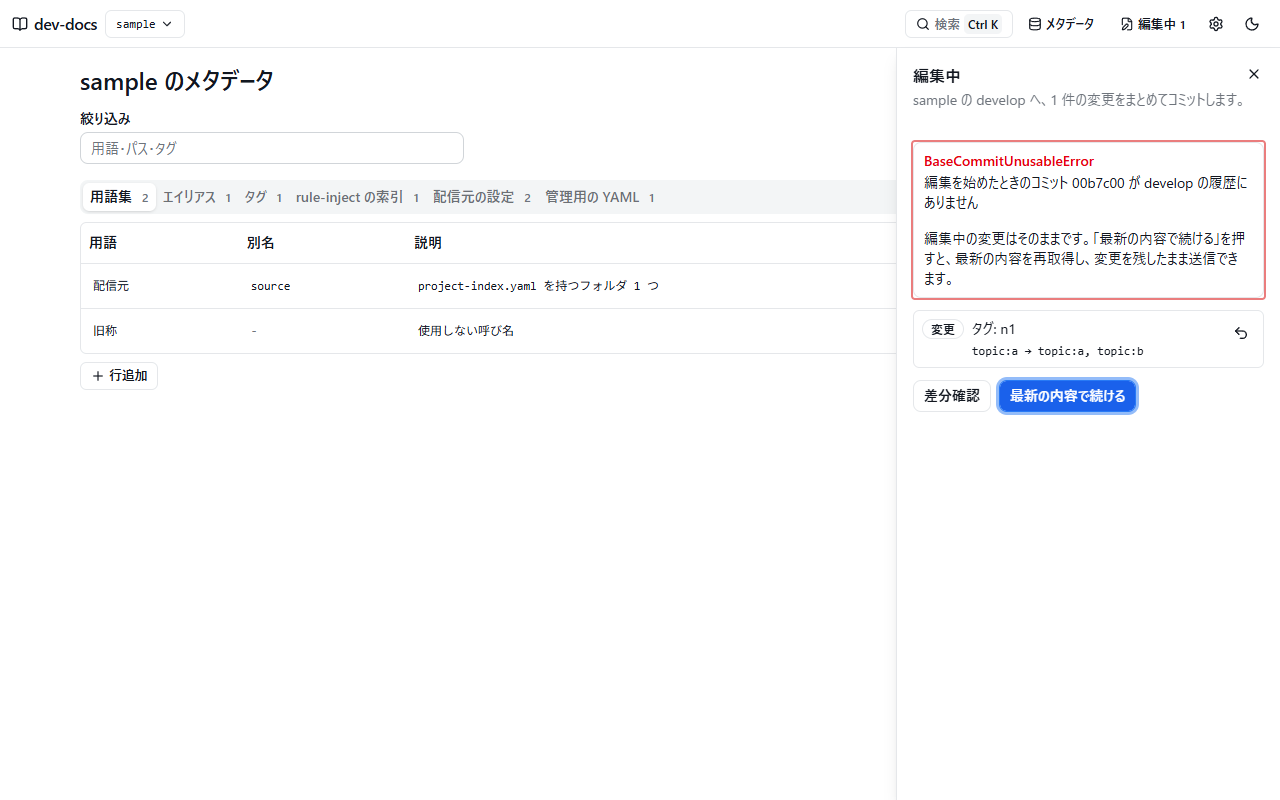 dev-docs
sample
検索 Ctrl K
メタデータ
編集中 1
sample のメタデータ
絞り込み
用語・パス・タグ
用語集 2 エイリアス 1 タグ 1 rule-inject の索引 1 配信元の設定 2 管理用の YAML 1
用語 別名 説明
配信元 source project-index.yaml を持つフォルダ 1 つ
旧称 - 使用しない呼び名
行追加
編集中
sample の develop へ、1 件の変更をまとめてコミットします。
BaseCommitUnusableError
編集を始めたときのコミット 00b7c00 が develop の履歴に
ありません
編集中の変更はそのままです。「最新の内容で続ける」を押
すと、最新の内容を再取得し、変更を残したまま送信でき
ます。
変更 タグ: n1
topic:a → topic:a, topic:b
差分確認 最新の内容で続ける